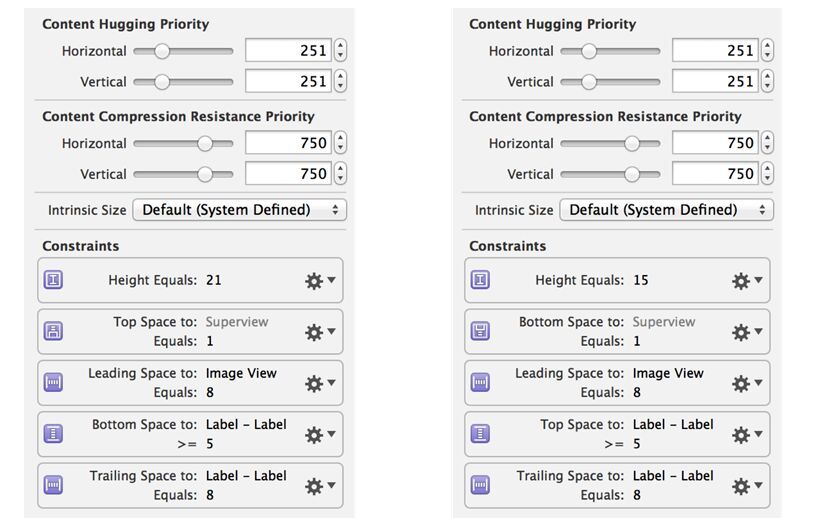 Content Hugging Priority
Horizontal 251
Vertical 251
Content Compression Resistance Priority
Horizontal 750
Vertical 750
Intrinsic Size Default (System Defined)
Constraints
Height Equals: 21
Top Space to: Superview
Equals: 1
Leading Space to: Image View
Equals: 8
Bottom Space to: Label – Label
>= 5
Trailing Space to: Label – Label
Equals: 8
Content Hugging Priority
Horizontal 251
Vertical 251
Content Compression Resistance Priority
Horizontal 750
Vertical 750
Intrinsic Size Default (System Defined)
Constraints
Height Equals: 15
Bottom Space to: Superview
Equals: 1
Leading Space to: Image View
Equals: 8
Top Space to: Label – Label
>= 5
Trailing Space to: Label – Label
Equals: 8